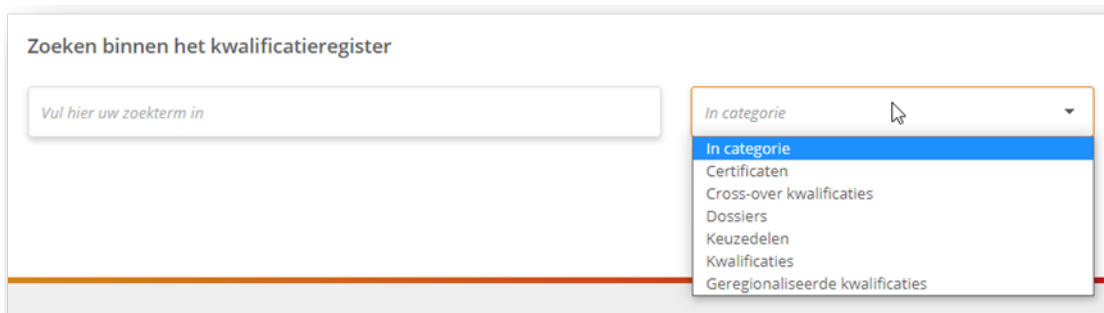 Zoeken binnen het kwalificatieregister
Vul hier uw zoekterm in
In categorie
In categorie
Certificaten
Cross-over kwalificaties
Dossiers
Keuzedelen
Kwalificaties
Geregionaliseerde kwalificaties